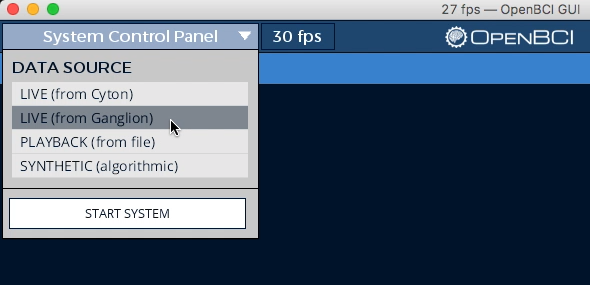 27 fps — OpenBCI GUI
System Control Panel
30 fps
OpenBCI
DATA SOURCE
LIVE (from Cyton)
LIVE (from Ganglion)
PLAYBACK (from file)
SYNTHETIC (algorithmic)
START SYSTEM